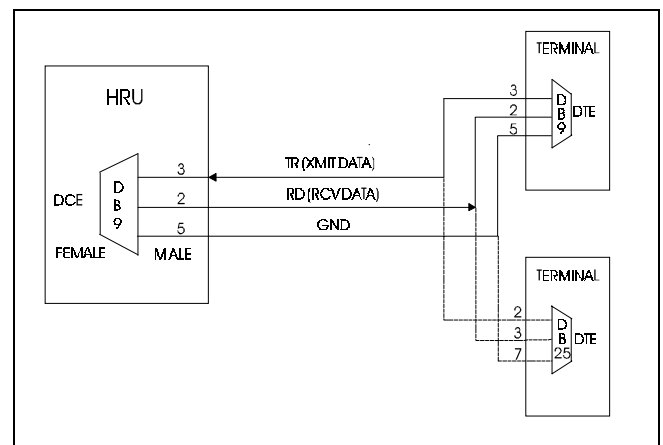 TERMINAL
HRU
3
2
5
D
B
9
DTE
TR (XMIT DATA)
3
RD (RCV DATA)
2
GND
5
DCE
D
B
9
FEMALE
MALE
TERMINAL
2
3
7
D
B
25
DTE